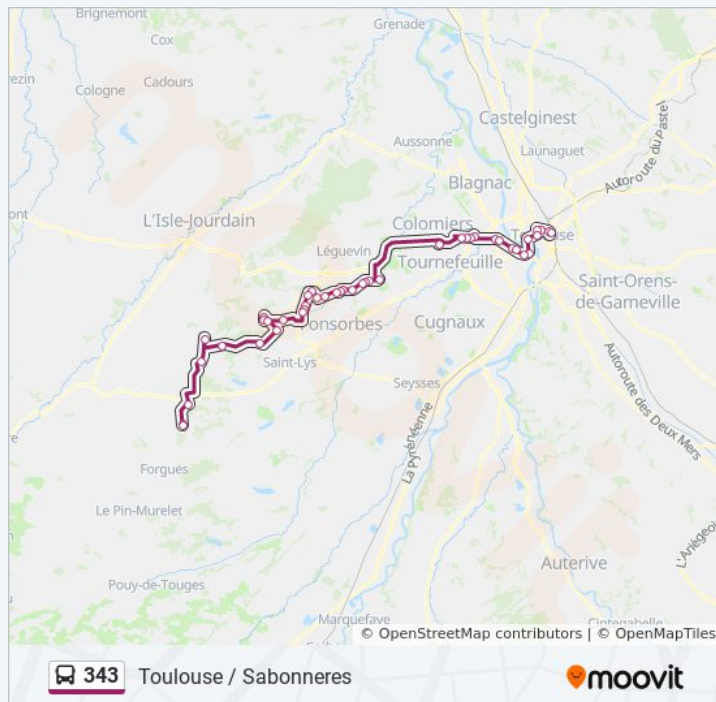 Brignemont
Grenade
Cox
Cadours
Cologne
Castelginest
Autoroute du Pastel
Aussonne
Launaguet
Blagnac
L'Isle-Jourdain
Colomiers
Léguevin
Tournefeuille
Saint-Orens-
de-Gameville
Cugnaux
Saint-Lys
Seysses
Autoroute des Deux Mers
La Pyrénéenne
Forgues
Le Pin-Murelet
L'Ariégeoi
Auterive
Pouy-de-Touges
Marquefave
Cintegabelle
© OpenStreetMap contributors | © OpenMapTiles
343 Toulouse / Sabonneres
moovit